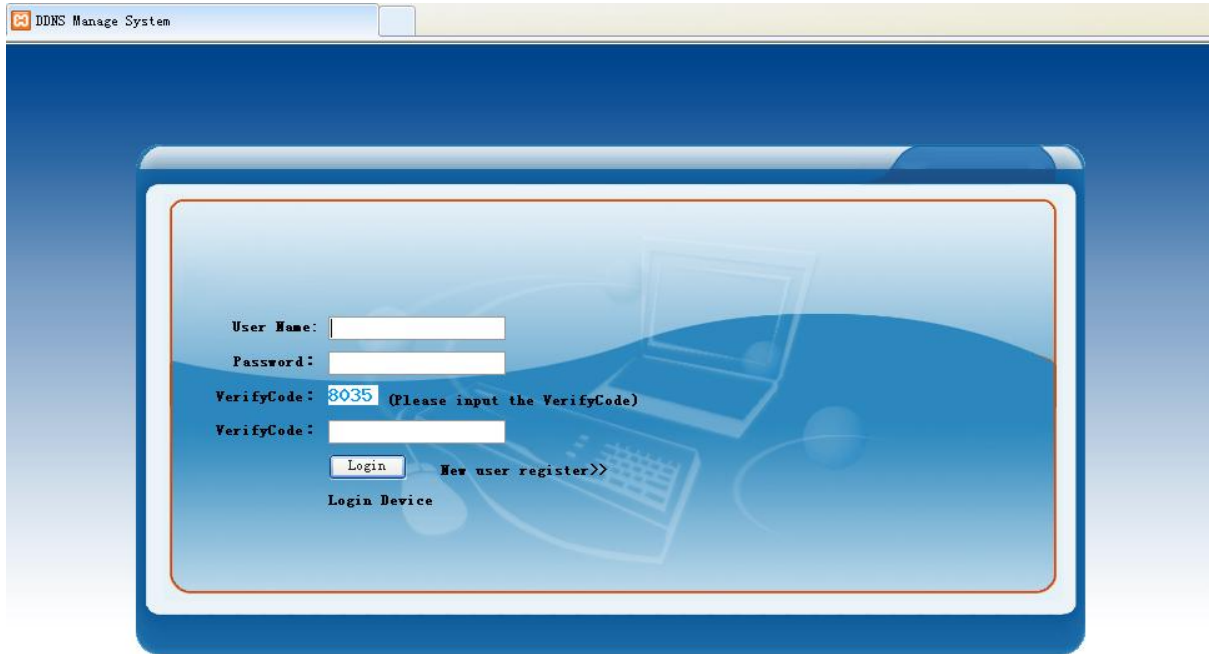 DDNS Manage System
User Name:
Password:
VerifyCode: 8035 (Please input the VerifyCode)
VerifyCode:
Login New user register>>
Login Device